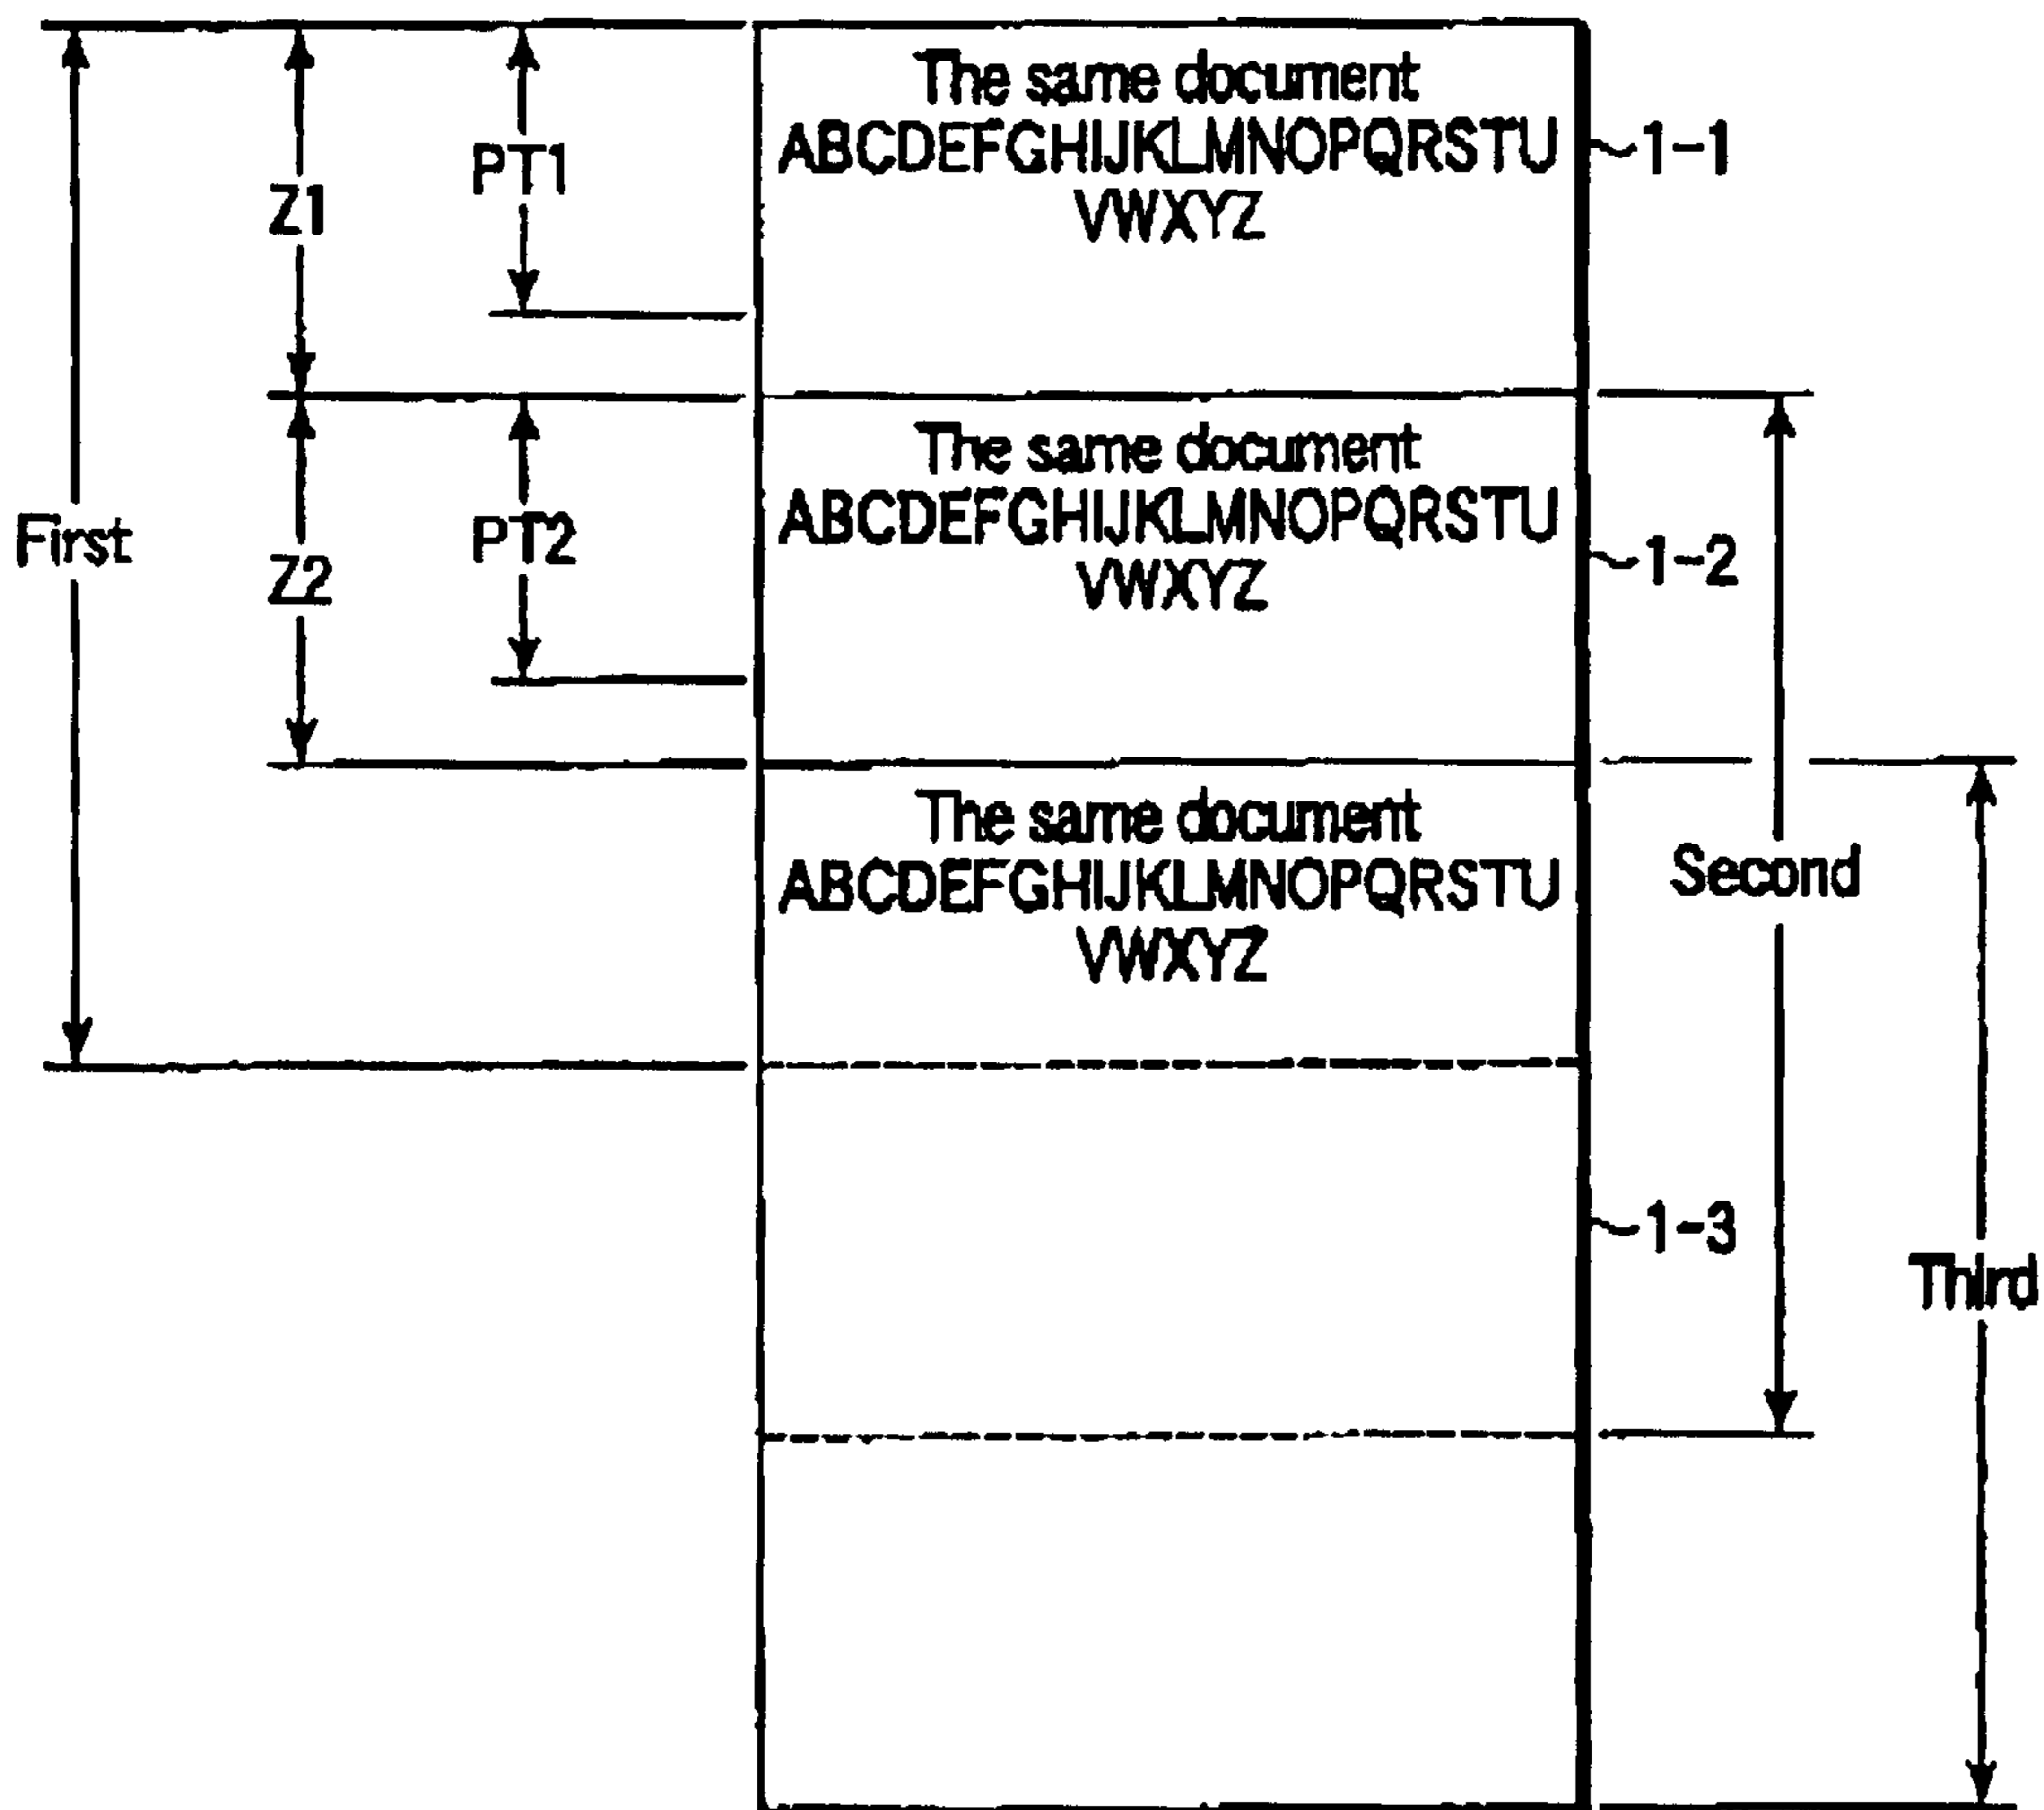 The same document
ABCDEFGHIJKLMNOPQRSTU
VWXYZ
1-1
PT1
Z1
The same document
ABCDEFGHIJKLMNOPQRSTU
VWXYZ
1-2
First
PT2
Z2
The same document
ABCDEFGHIJKLMNOPQRSTU
VWXYZ
Second
1-3
Third